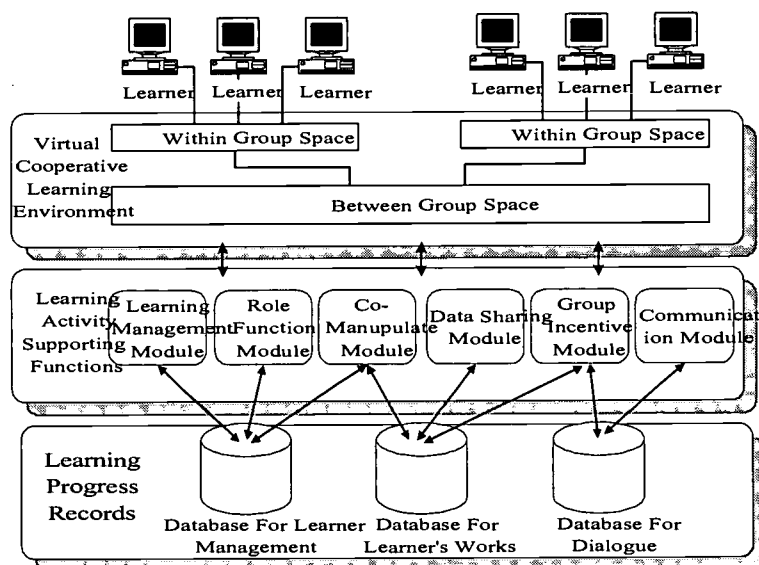 Learner Learner Learner
Learner Learner Learner
Virtual
Cooperative
Learning
Environment
Within Group Space
Within Group Space
Between Group Space
Learning
Activity
Supporting
Functions
Learning
Management
Module
Role
Function
Module
Co-
Manupulate
Module
Data Sharing
Module
Group
Incentive
Module
Communicat
ion Module
Learning
Progress
Records
Database For Learner
Management
Database For
Learner's Works
Database For
Dialogue